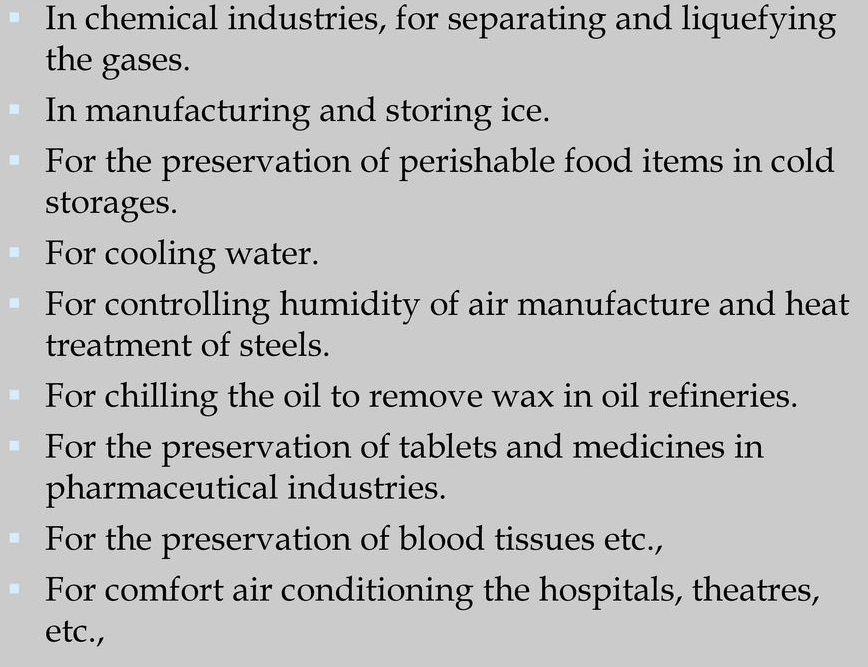 ▪ In chemical industries, for separating and liquefying
the gases.
▪ In manufacturing and storing ice.
▪ For the preservation of perishable food items in cold
storages.
▪ For cooling water.
▪ For controlling humidity of air manufacture and heat
treatment of steels.
▪ For chilling the oil to remove wax in oil refineries.
▪ For the preservation of tablets and medicines in
pharmaceutical industries.
▪ For the preservation of blood tissues etc.,
▪ For comfort air conditioning the hospitals, theatres,
etc.,